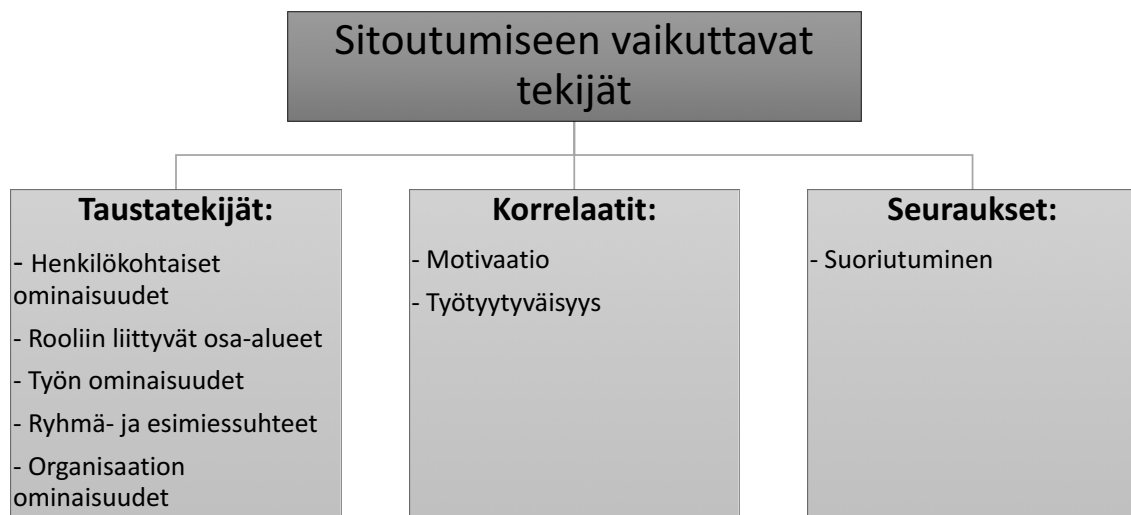 Sitoutumiseen vaikuttavat
tekijät
Taustatekijät:
- Henkilökohtaiset
ominaisuudet
- Rooliin liittyvät osa-alueet
- Työn ominaisuudet
- Ryhmä- ja esimiessuhteet
- Organisaation
ominaisuudet
Korrelaatit:
- Motivaatio
- Työtyytyväisyys
Seuraukset:
- Suoriutuminen